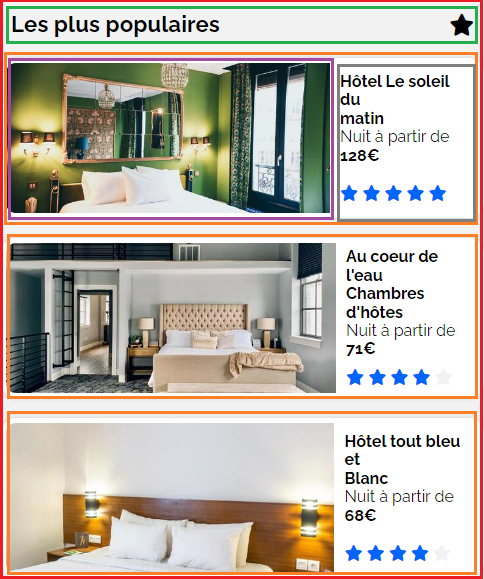 Les plus populaires
Hôtel Le soleil
du
matin
Nuit à partir de
128€
Au coeur de
l'eau
Chambres
d'hôtes
Nuit à partir de
71€
Hôtel tout bleu
et
Blanc
Nuit à partir de
68€